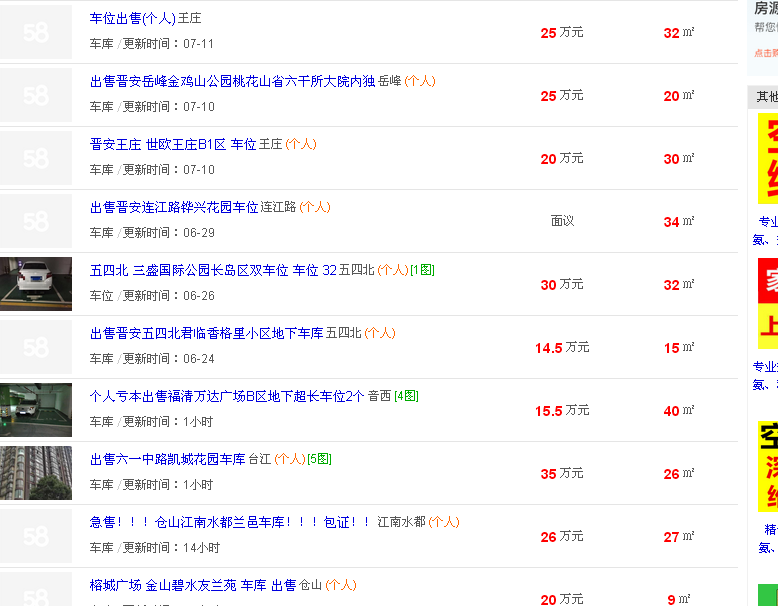 车位出售(个人) 王庄
25 万元
32 ㎡
车库 /更新时间：07-11
出售晋安岳峰金鸡山公园桃花山省六干所大院内独 岳峰 (个人)
25 万元
20 ㎡
车库 /更新时间：07-10
晋安王庄 世欧王庄B1区 车位 王庄 (个人)
20 万元
30 ㎡
车库 /更新时间：07-10
出售晋安连江路铧兴花园车位 连江路 (个人)
面议
34 ㎡
车库 /更新时间：06-29
五四北 三盛国际公园长岛区双车位 车位 32 五四北 (个人) [1图]
30 万元
32 ㎡
车位 /更新时间：06-26
出售晋安五四北君临香格里小区地下车库 五四北 (个人)
14.5 万元
15 ㎡
车库 /更新时间：06-24
个人亏本出售福清万达广场B区地下超长车位2个 音西 [4图]
15.5 万元
40 ㎡
车库 /更新时间：1小时
出售六一中路凯城花园车库 台江 (个人) [5图]
35 万元
26 ㎡
车库 /更新时间：1小时
急售！！！仓山江南水都兰邑车库！！！包证！！ 江南水都 (个人)
26 万元
27 ㎡
车库 /更新时间：14小时
榕城广场 金山碧水友兰苑 车库 出售 仓山 (个人)
20 万元
9 ㎡
58
58
58
58
58
58
58
房源
帮您
点击购
其他
专业
氨、
专业
氨、
上
空
深
精
氨、